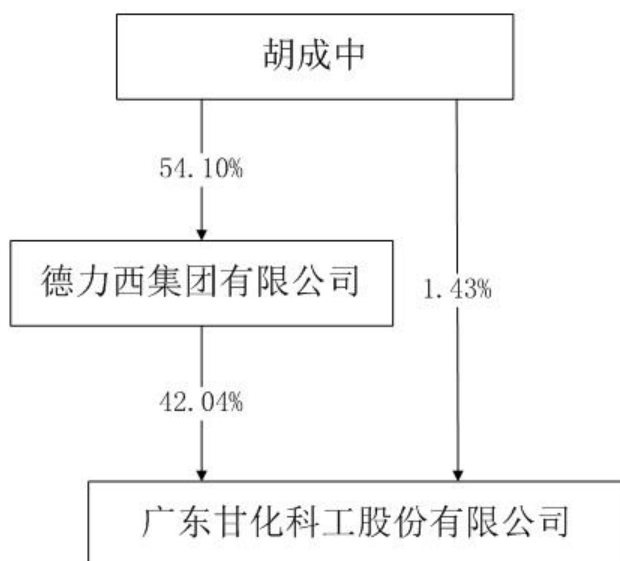 胡成中
54.10%
德力西集团有限公司
1.43%
42.04%
广东甘化科工股份有限公司